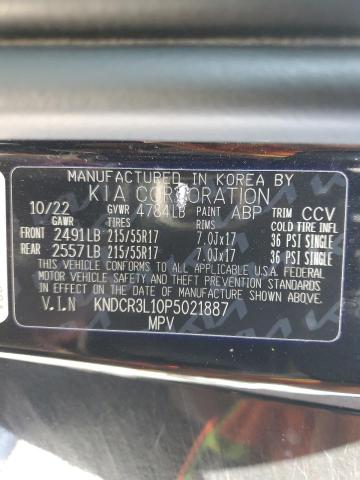 MANUFACTURED IN KOREA BY
KIA CORPORATION
10/22 GVWR 4784LB PAINT ABP TRIM CCV
GAWR TIRES RIMS COLD TIRE INFL
FRONT 2491LB 215/55R17 7.0JX17 36 PSI SINGLE
REAR 2557LB 215/55R17 7.0JX17 36 PSI SINGLE
THIS VEHICLE CONFORMS TO ALL APPLICABLE U.S.A. FEDERAL
MOTOR VEHICLE SAFETY AND THEFT PREVENTION STANDARDS
IN EFFECT ON THE DATE OF MANUFACTURE SHOWN ABOVE.
V.I.N KNDCR3L10P5021887
MPV